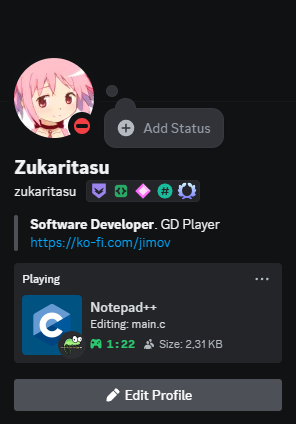 Add Status
Zukaritasu
zukaritasu
Software Developer. GD Player
https://ko-fi.com/jimov
Playing
C
Notepad++
Editing: main.c
1:22 Size: 2,31 KB
Edit Profile